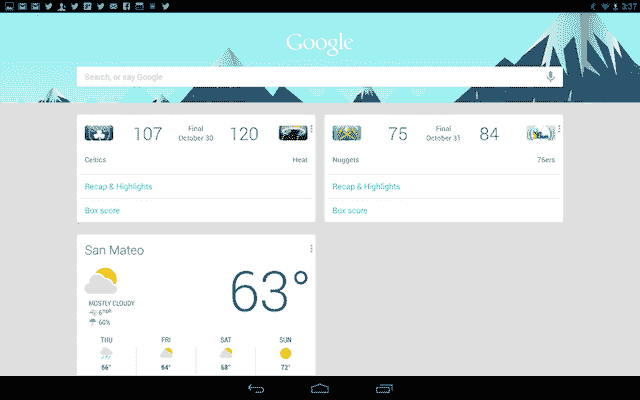 3:37
Google
Search, or say Google
107 Final October 30 120
Celtics Heat
Recap & Highlights
Box score
75 Final October 31 84
Nuggets 76ers
Recap & Highlights
Box score
San Mateo
63°
MOSTLY CLOUDY
6mph
60%
THU FRI SAT SUN
66° 64° 68° 72°